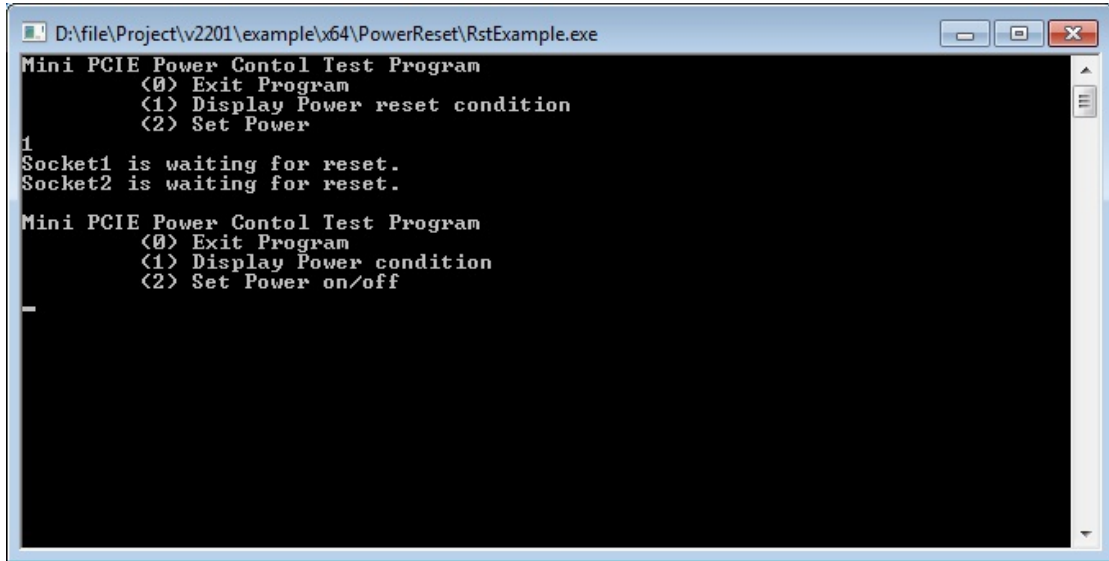 D:\file\Project\v2201\example\x64\PowerReset\RstExample.exe
Mini PCIE Power Contol Test Program
(0) Exit Program
(1) Display Power reset condition
(2) Set Power
1
Socket1 is waiting for reset.
Socket2 is waiting for reset.
Mini PCIE Power Contol Test Program
(0) Exit Program
(1) Display Power condition
(2) Set Power on/off